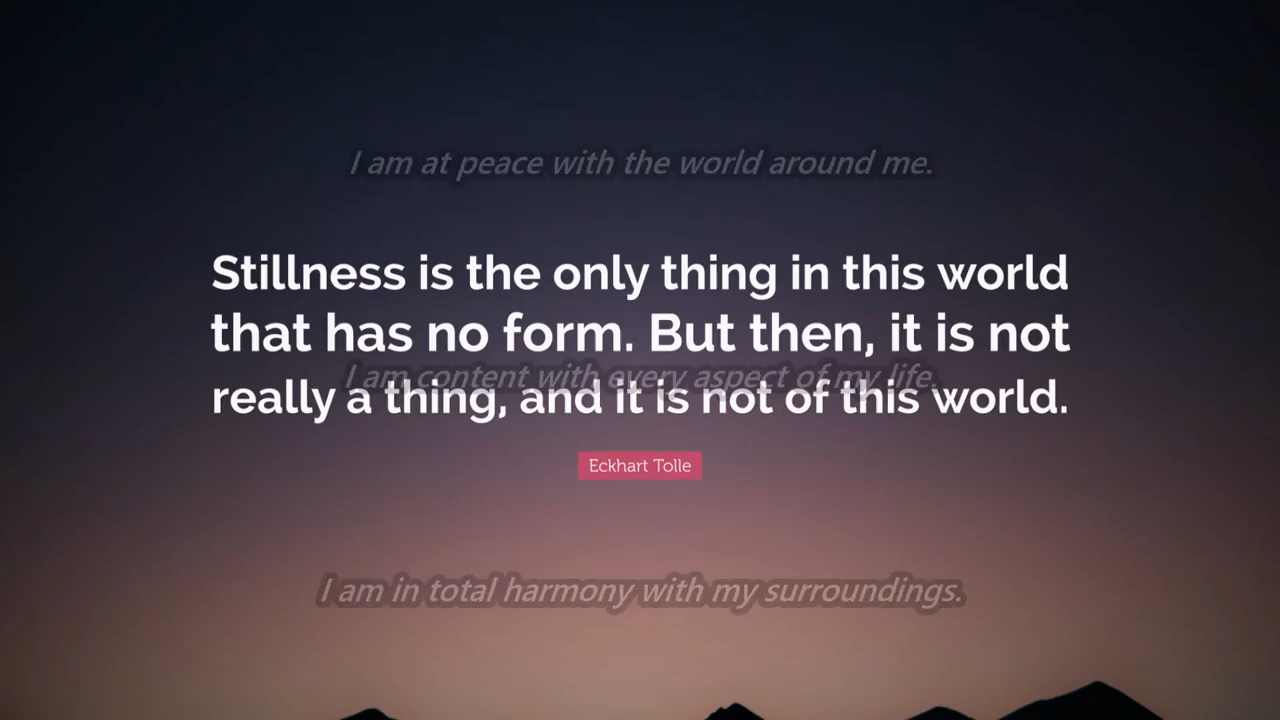 I am at peace with the world around me.
Stillness is the only thing in this world
that has no form. But then, it is not
I am content with every aspect of my life.
really a thing, and it is not of this world.
Eckhart Tolle
I am in total harmony with my surroundings.